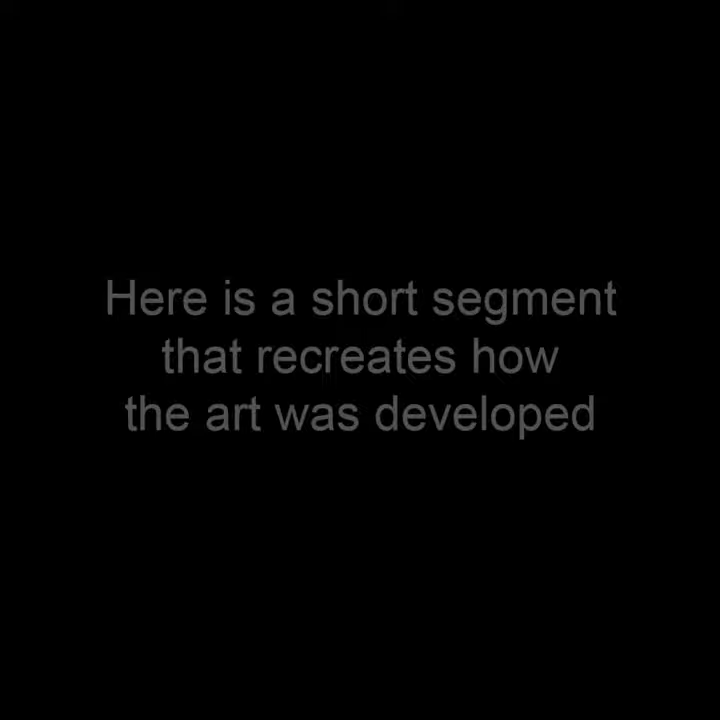 Here is a short segment
that recreates how
the art was developed